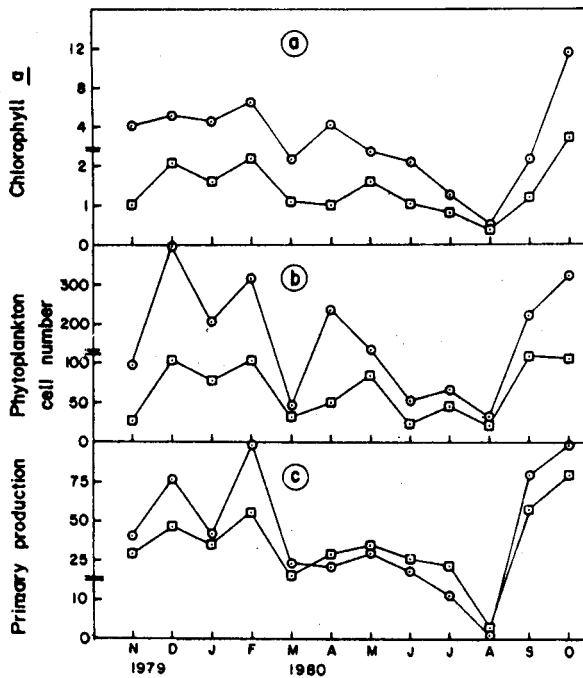 a
Chlorophyll a
12
8
4
2
1
0
b
Phytoplankton
cell number
300
200
100
50
0
c
Primary production
75
50
25
10
0
N D J F M A M J J A S O
1979 1980